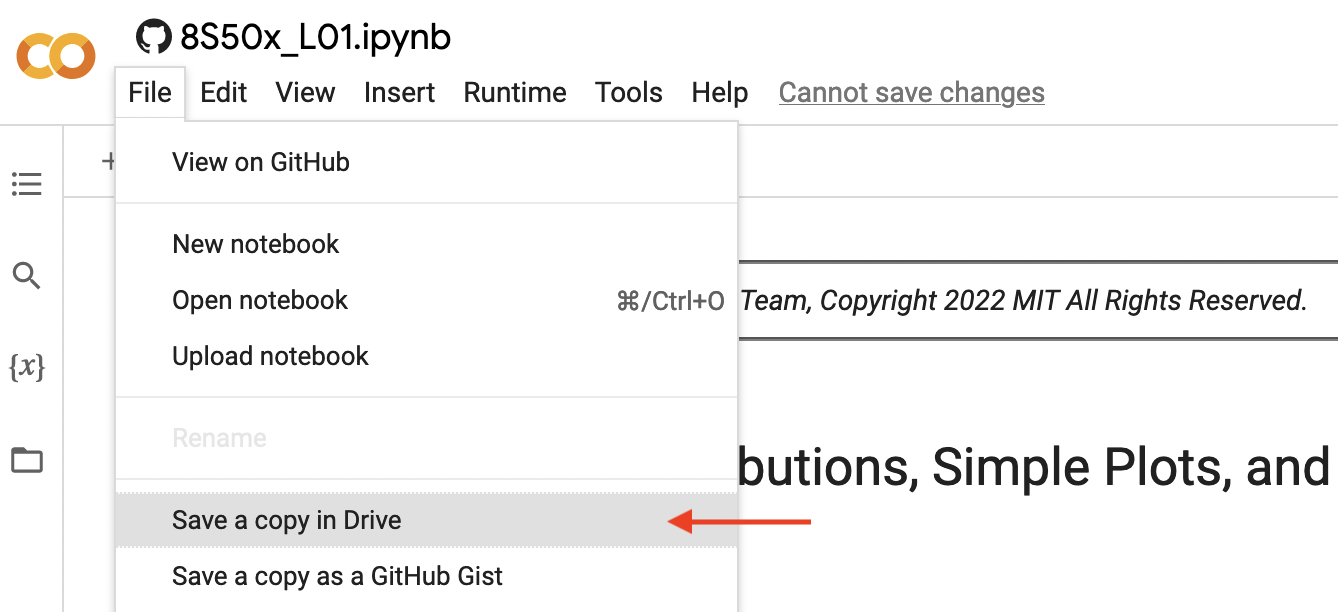 8S50x_L01.ipynb
File Edit View Insert Runtime Tools Help Cannot save changes
+
View on GitHub
New notebook
Open notebook ⌘/Ctrl+O
Team, Copyright 2022 MIT All Rights Reserved.
Upload notebook
{x}
Rename
butions, Simple Plots, and
Save a copy in Drive
Save a copy as a GitHub Gist